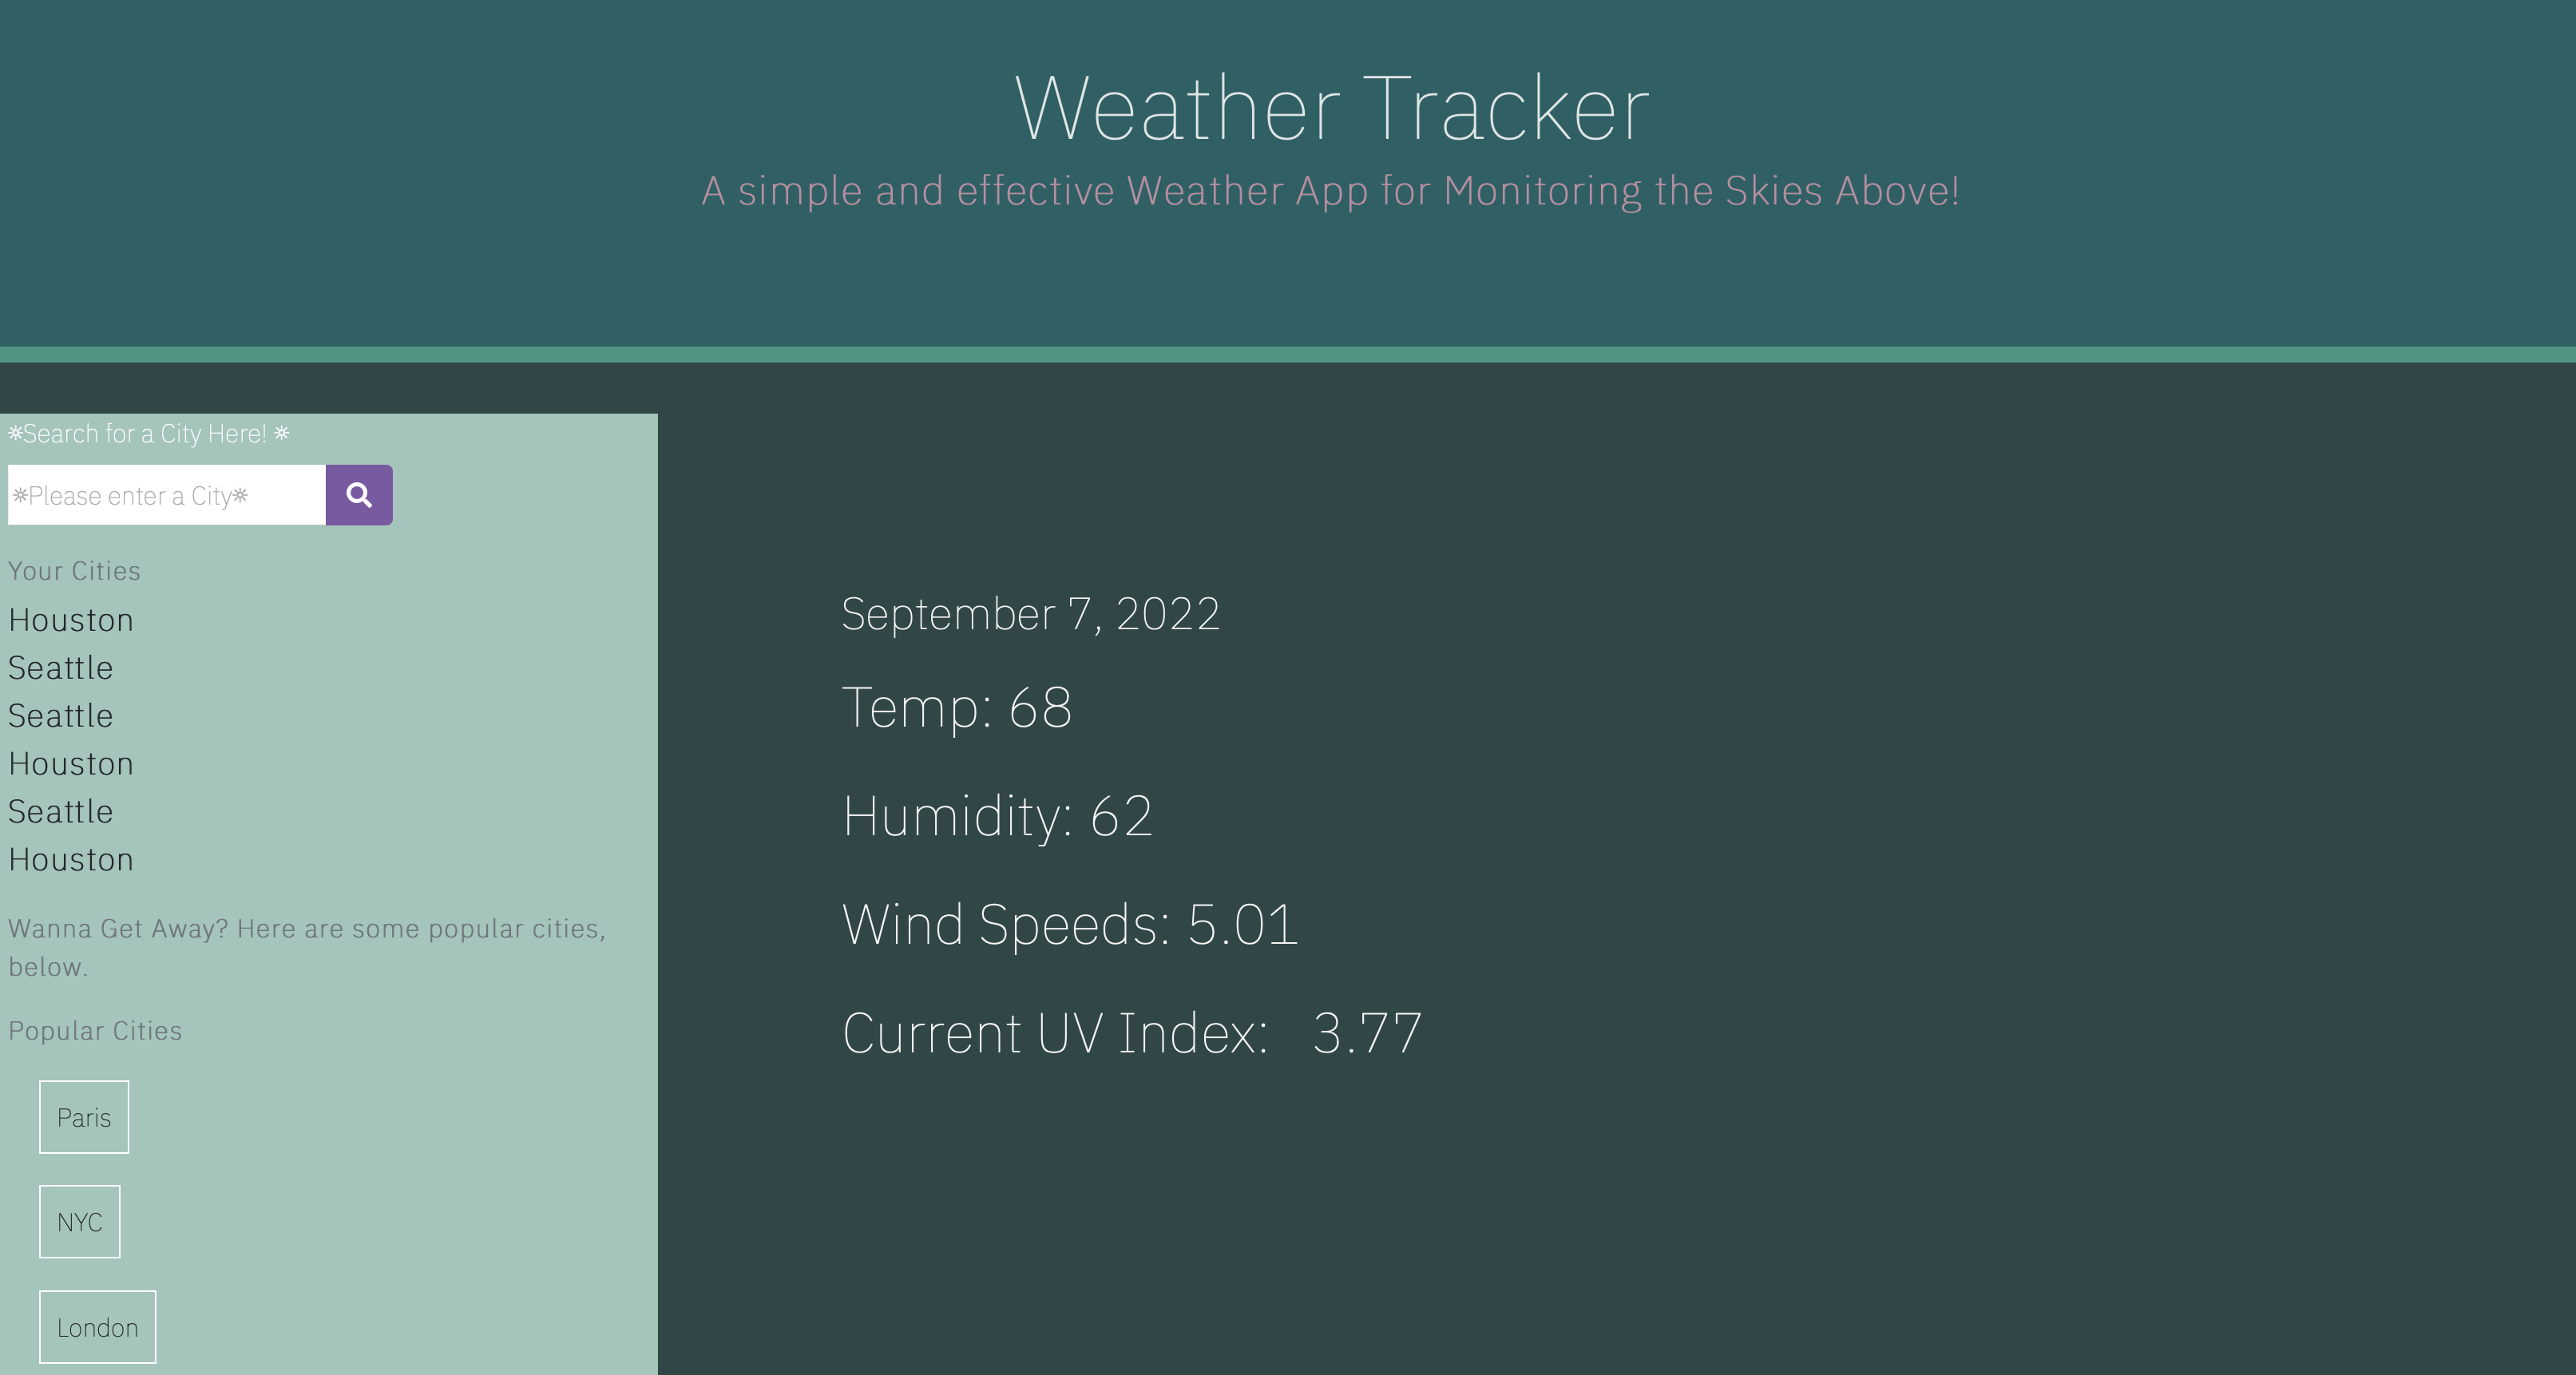 Weather Tracker
A simple and effective Weather App for Monitoring the Skies Above!
☼Search for a City Here! ☼
☼Please enter a City☼
Your Cities
Houston
Seattle
Seattle
Houston
Seattle
Houston
Wanna Get Away? Here are some popular cities,
below.
Popular Cities
Paris
NYC
London
September 7, 2022
Temp: 68
Humidity: 62
Wind Speeds: 5.01
Current UV Index: 3.77